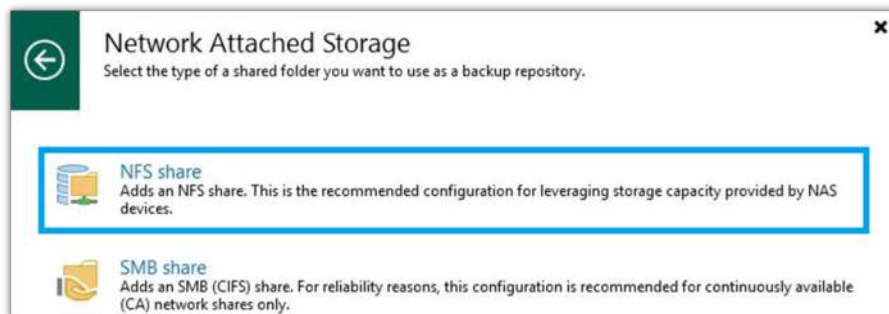 Network Attached Storage
Select the type of a shared folder you want to use as a backup repository.
NFS share
Adds an NFS share. This is the recommended configuration for leveraging storage capacity provided by NAS
devices.
SMB share
Adds an SMB (CIFS) share. For reliability reasons, this configuration is recommended for continuously available
(CA) network shares only.